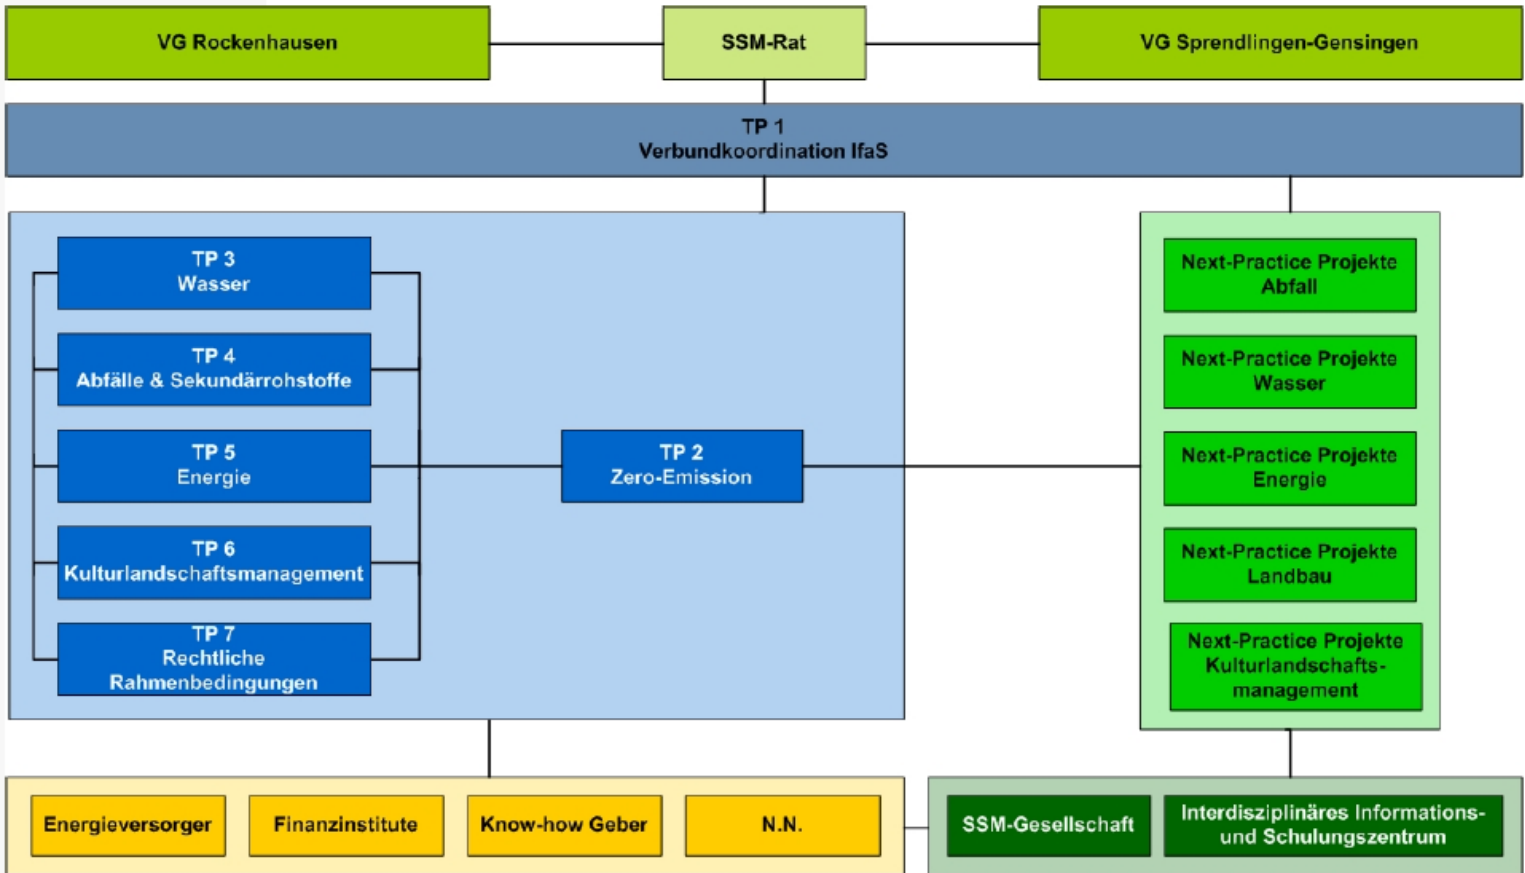 VG Rockenhausen
SSM-Rat
VG Sprendlingen-Gensingen
TP 1
Verbundkoordination IfaS
TP 3
Wasser
TP 4
Abfälle & Sekundärrohstoffe
TP 5
Energie
TP 6
Kulturlandschaftsmanagement
TP 7
Rechtliche
Rahmenbedingungen
TP 2
Zero-Emission
Next-Practice Projekte
Abfall
Next-Practice Projekte
Wasser
Next-Practice Projekte
Energie
Next-Practice Projekte
Landbau
Next-Practice Projekte
Kulturlandschafts-
management
Energieversorger
Finanzinstitute
Know-how Geber
N.N.
SSM-Gesellschaft
Interdisziplinäres Informations-
und Schulungszentrum